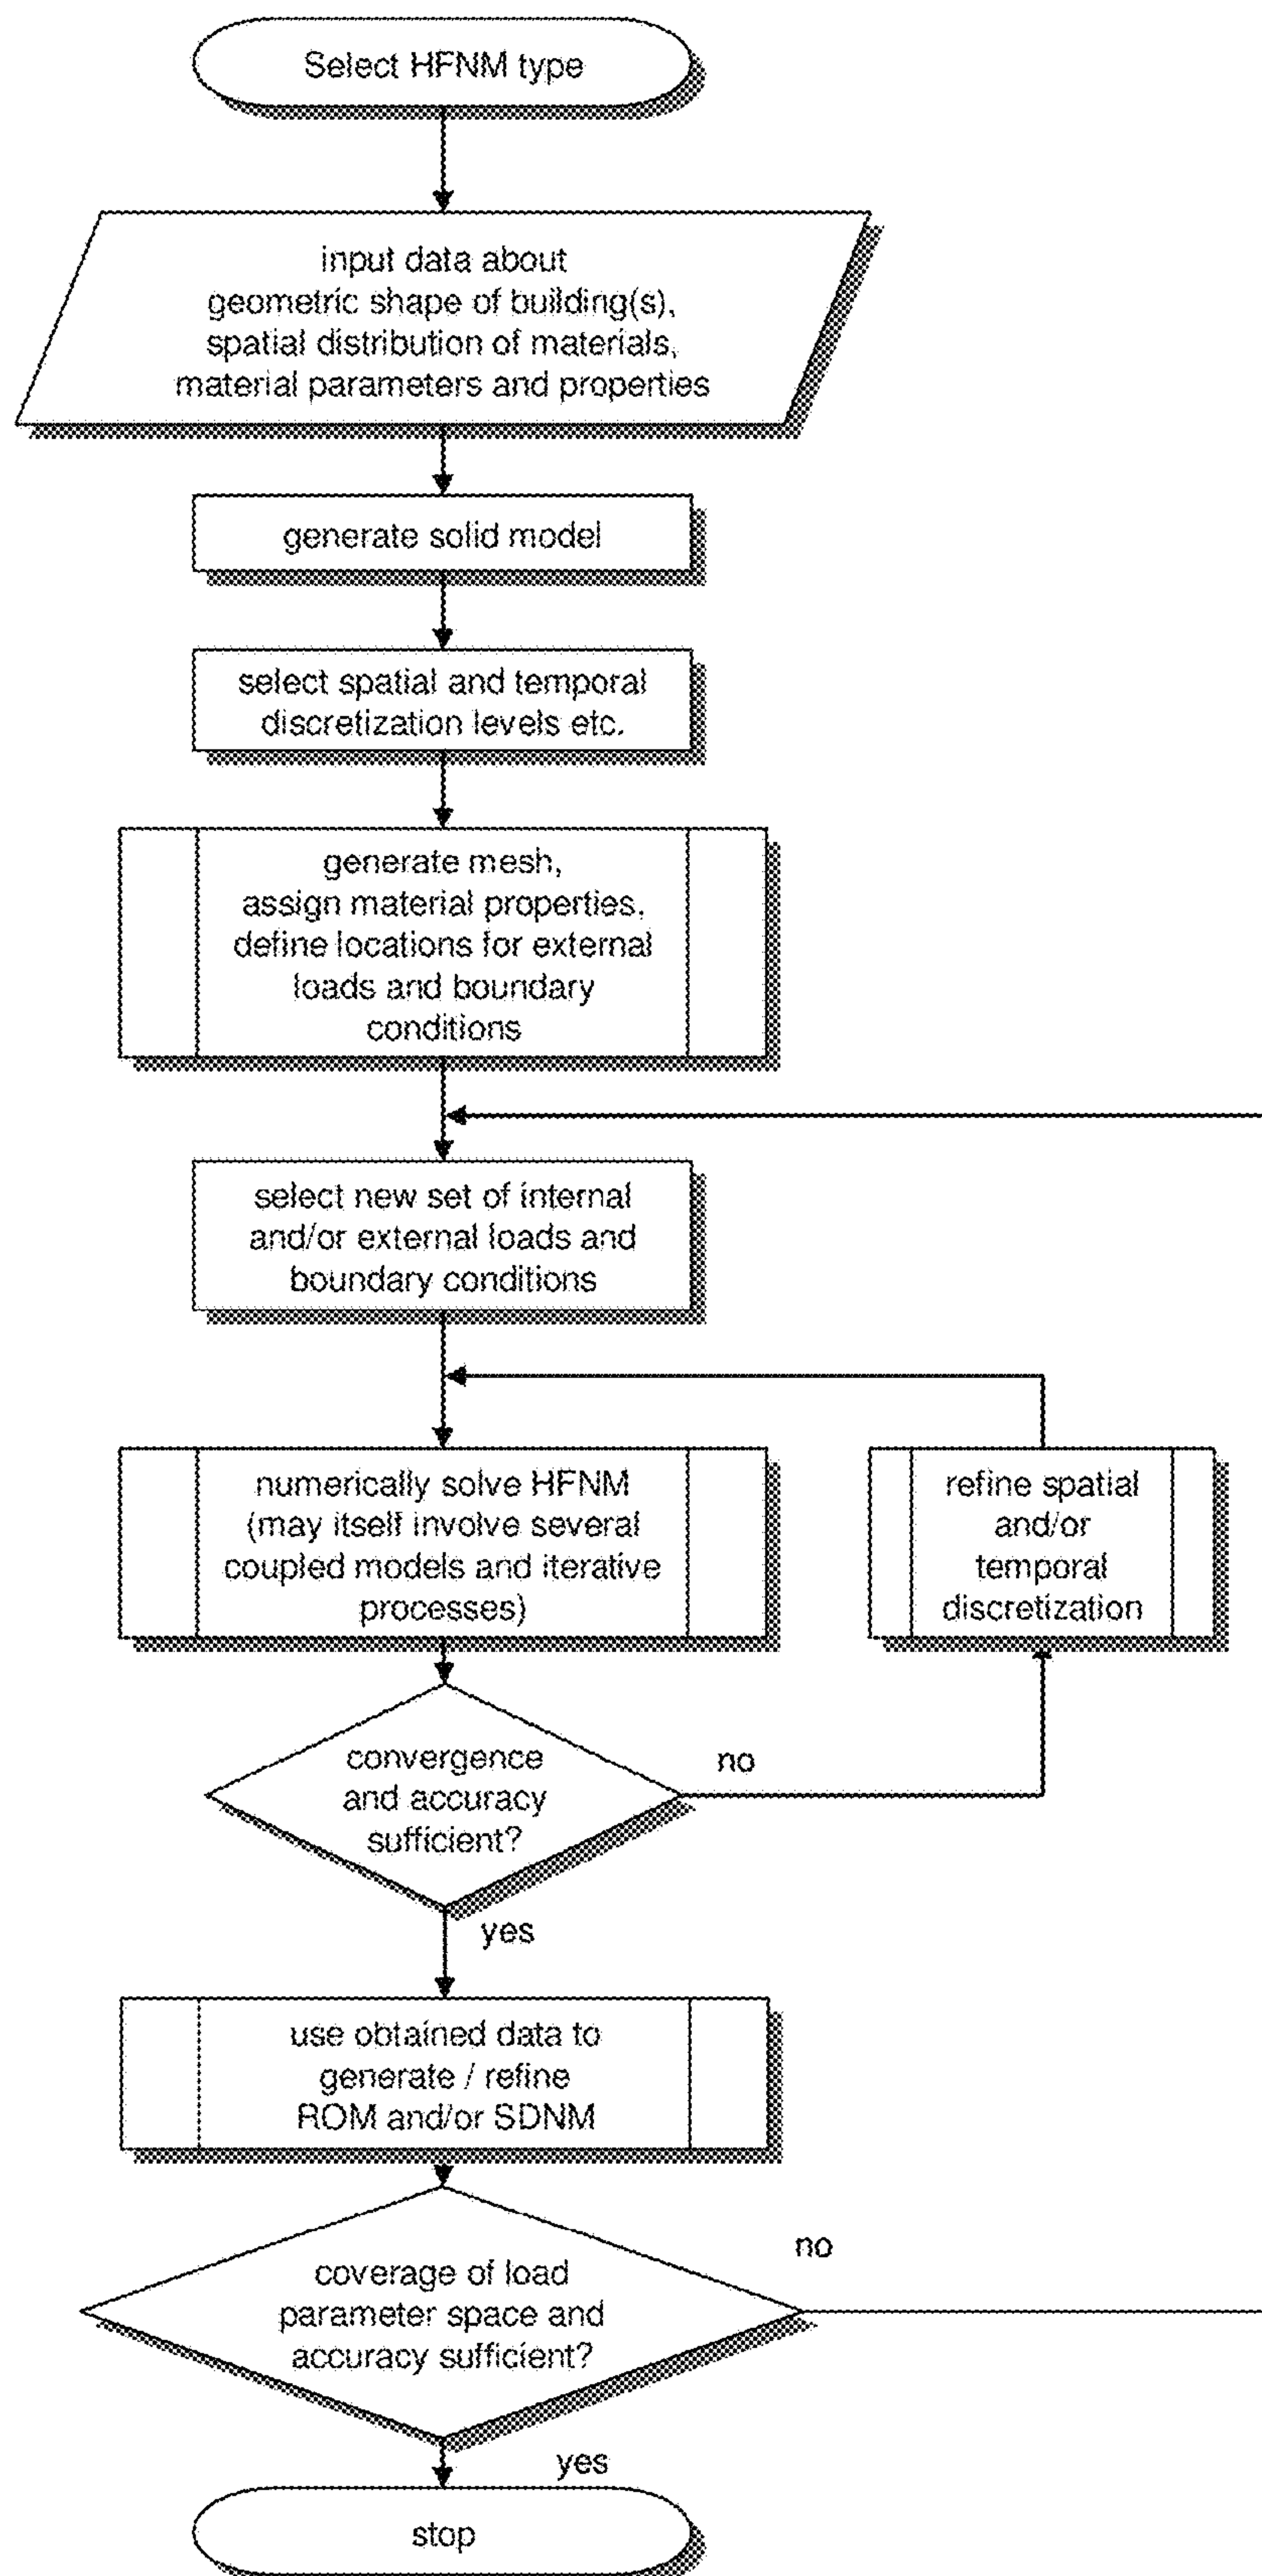 Select HFNM type
input data about
geometric shape of building(s),
spatial distribution of materials,
material parameters and properties
generate solid model
select spatial and temporal
discretization levels etc.
generate mesh,
assign material properties,
define locations for external
loads and boundary
conditions
select new set of internal
and/or external loads and
boundary conditions
numerically solve HFNM
(may itself involve several
coupled models and iterative
processes)
refine spatial
and/or
temporal
discretization
convergence
and accuracy
sufficient?
no
yes
use obtained data to
generate / refine
ROM and/or SDNM
coverage of load
parameter space and
accuracy sufficient?
no
yes
stop